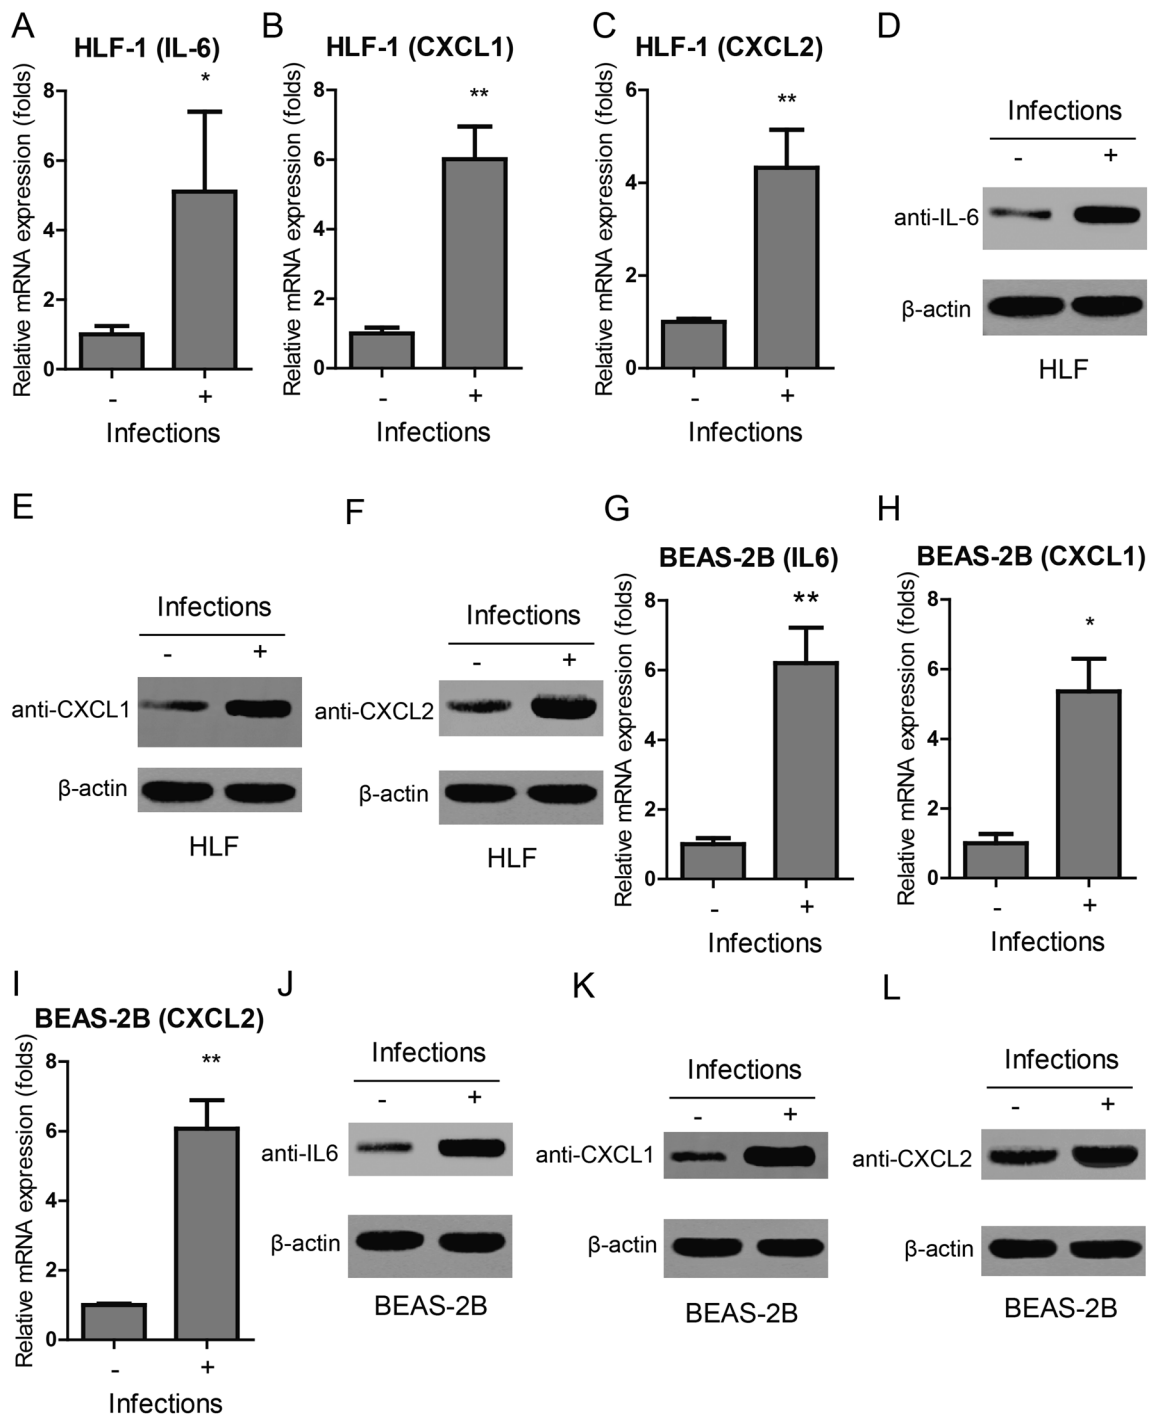 A
HLF-1 (IL-6)
Relative mRNA expression (folds)
8
6
4
2
0
*
-
+
Infections
B
HLF-1 (CXCL1)
Relative mRNA expression (folds)
8
6
4
2
0
**
-
+
Infections
C
HLF-1 (CXCL2)
Relative mRNA expression (folds)
6
4
2
0
**
-
+
Infections
D
Infections
- +
anti-IL-6
β-actin
HLF
E
Infections
- +
anti-CXCL1
β-actin
HLF
F
Infections
- +
anti-CXCL2
β-actin
HLF
G
BEAS-2B (IL6)
Relative mRNA expression (folds)
8
6
4
2
0
**
-
+
Infections
H
BEAS-2B (CXCL1)
Relative mRNA expression (folds)
8
6
4
2
0
*
-
+
Infections
I
BEAS-2B (CXCL2)
Relative mRNA expression (folds)
8
6
4
2
0
**
-
+
Infections
J
Infections
- +
anti-IL6
β-actin
BEAS-2B
K
Infections
- +
anti-CXCL1
β-actin
BEAS-2B
L
Infections
- +
anti-CXCL2
β-actin
BEAS-2B